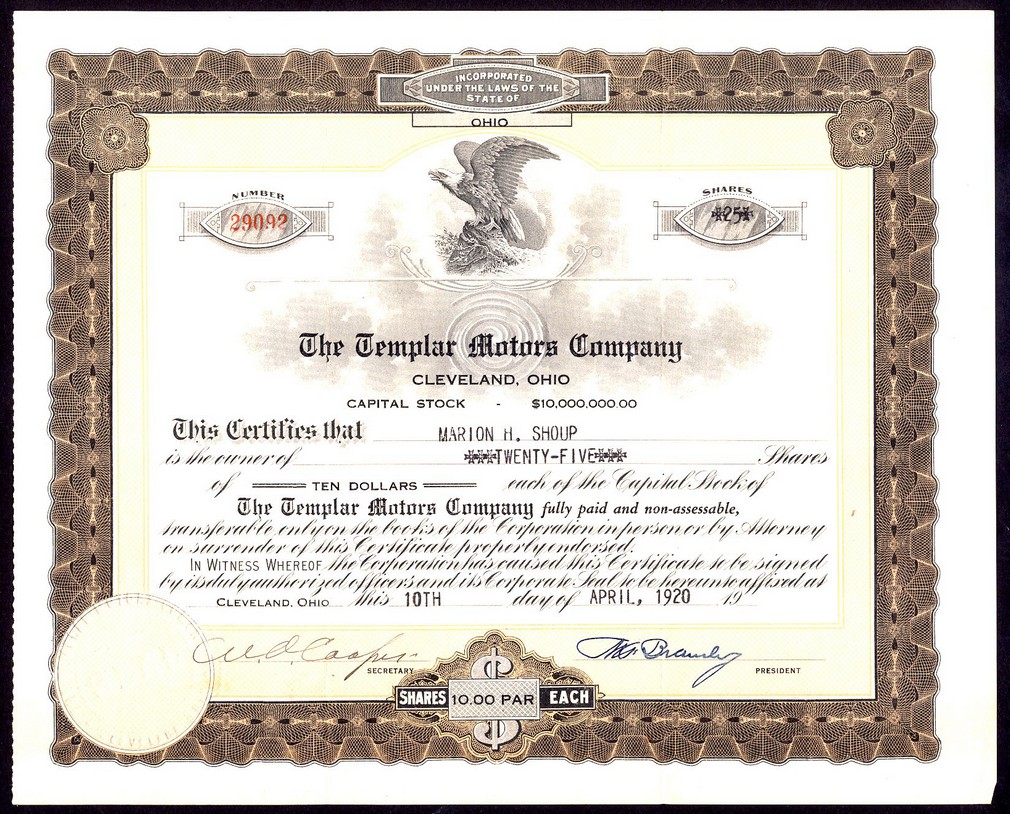 INCORPORATED
UNDER THE LAWS OF THE
STATE OF
OHIO
NUMBER
29092
SHARES
25
The Templar Motors Company
CLEVELAND, OHIO
CAPITAL STOCK - $10,000,000.00
This Certifies that MARION H. SHOUP
is the owner of TWENTY-FIVE Shares
of TEN DOLLARS each of the Capital Stock of
The Templar Motors Company fully paid and non-assessable,
transferable only on the books of the Corporation in person or by Attorney
on surrender of this Certificate properly endorsed.
IN WITNESS WHEREOF the Corporation has caused this Certificate to be signed
by its duly authorized officers and its Corporate Seal to be hereunto affixed at
CLEVELAND, OHIO this 10TH day of APRIL, 1920 19
Cooper
SECRETARY
PRESIDENT
SHARES 10.00 PAR EACH
CLEVELAND